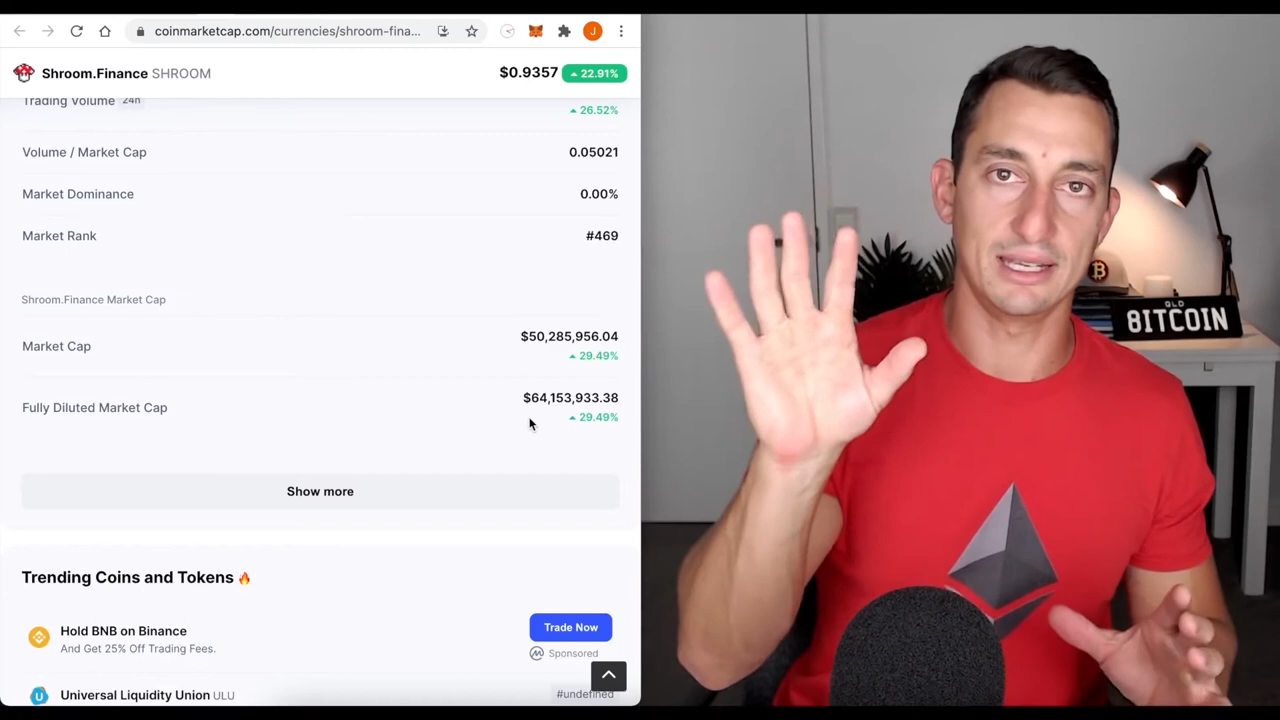 coinmarketcap.com/currencies/shroom-fina...
J
Shroom.Finance SHROOM
$0.9357
22.91%
Trading Volume 24h
26.52%
Volume / Market Cap
0.05021
Market Dominance
0.00%
Market Rank
#469
Shroom.Finance Market Cap
Market Cap
$50,285,956.04
29.49%
Fully Diluted Market Cap
$64,153,933.38
29.49%
Show more
Trending Coins and Tokens
Hold BNB on Binance
And Get 25% Off Trading Fees.
Trade Now
Sponsored
Universal Liquidity Union ULU
#undefined
QLD
8ITCOIN